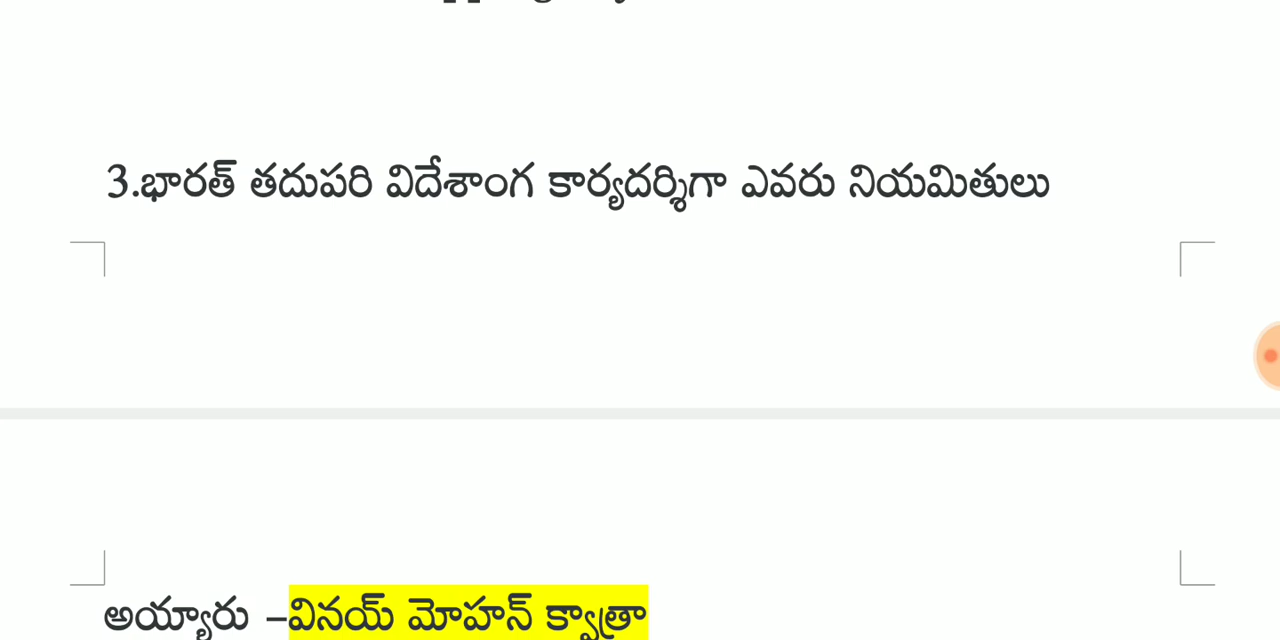 3.భారత్ తదుపరి విదేశాంగ కార్యదర్శిగా ఎవరు నియమితులు
అయ్యారు –వినయ్ మోహన్ క్వాత్రా